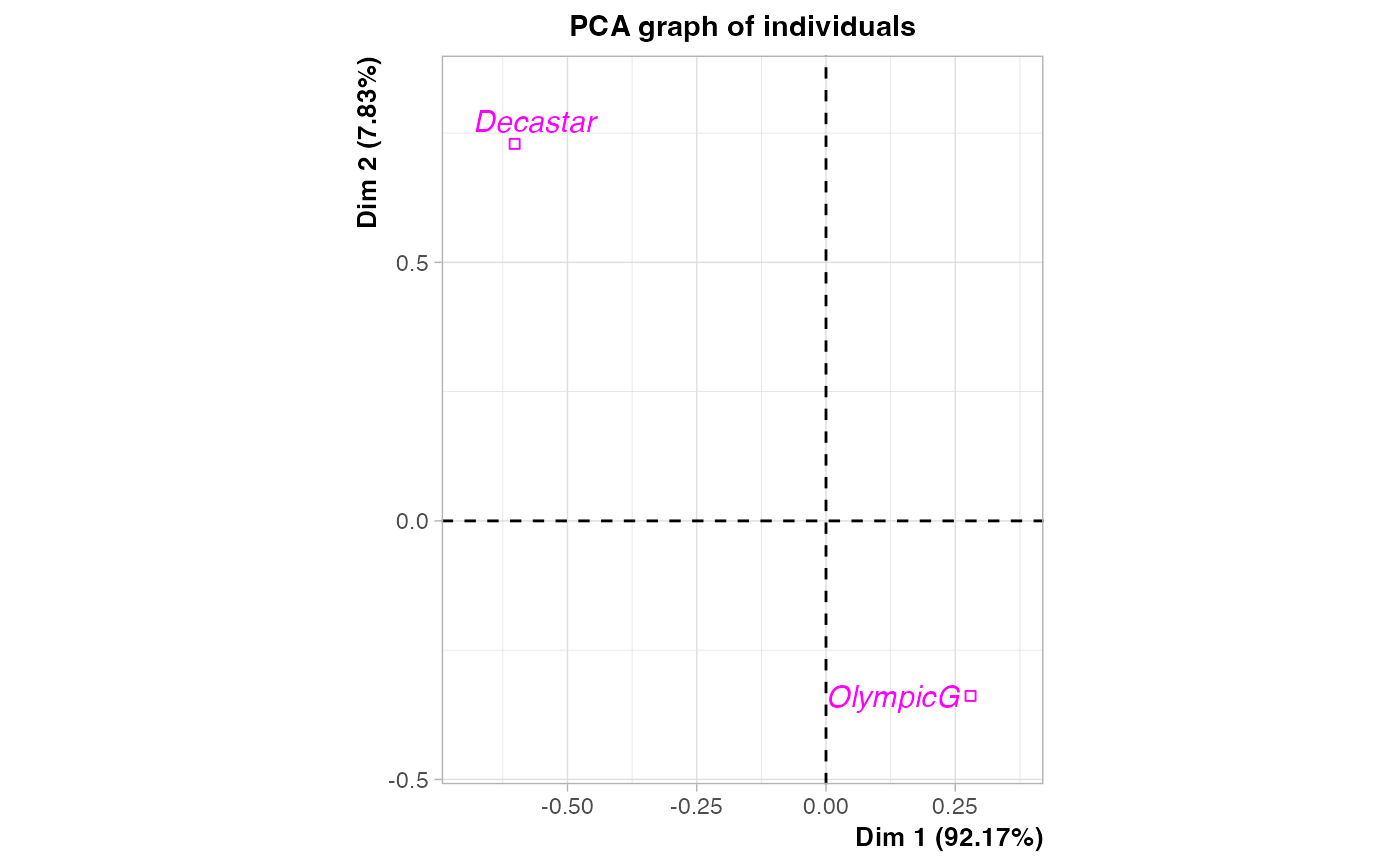 PCA graph of individuals
Dim 2 (7.83%)
Decastar
0.5
0.0
OlympicG
-0.5
-0.50
-0.25
0.00
0.25
Dim 1 (92.17%)